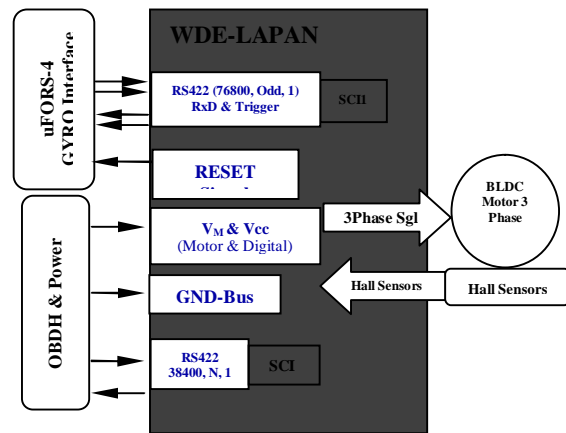 WDE-LAPAN
uFORS-4
GYRO Interface
RS422 (76800, Odd, 1)
RxD & Trigger
SCI1
RESET
VM & Vcc
(Motor & Digital)
3Phase Sgl
BLDC
Motor 3
Phase
GND-Bus
Hall Sensors
Hall Sensors
OBDH & Power
RS422
38400, N, 1
SCI